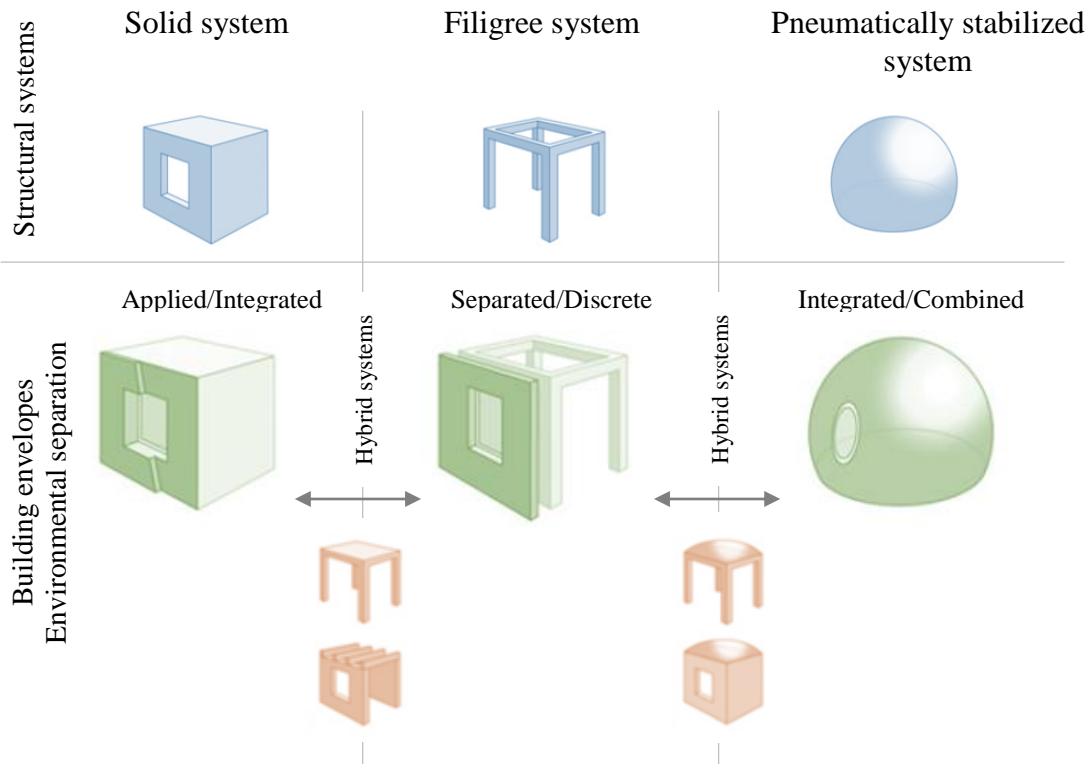 Solid system
Filigree system
Pneumatically stabilized
system
Structural systems
Applied/Integrated
Separated/Discrete
Integrated/Combined
Building envelopes
Environmental separation
Hybrid systems
Hybrid systems